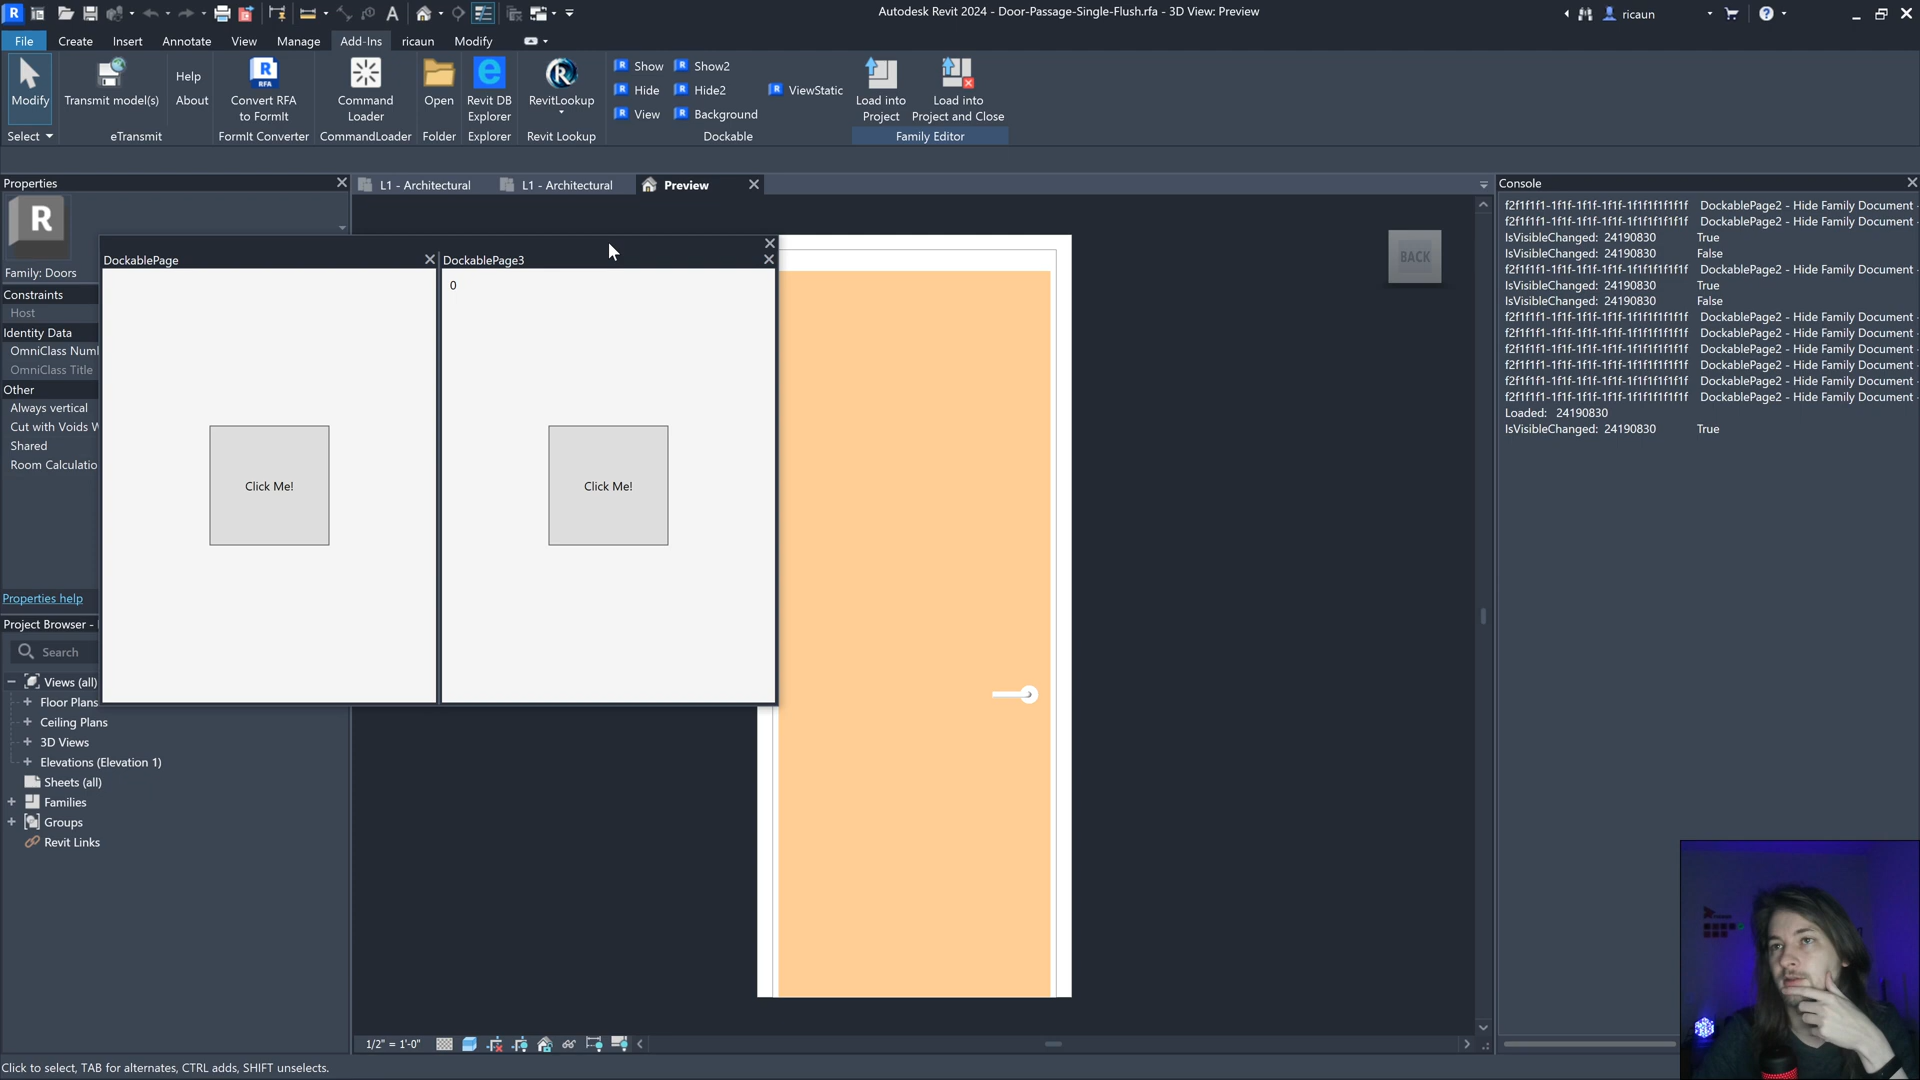 Autodesk Revit 2024 - Door-Passage-Single-Flush.rfa - 3D View: Preview
ricaun
File Create Insert Annotate View Manage Add-Ins ricaun Modify
Modify
Select
Transmit model(s)
Help
About
eTransmit
Convert RFA
to FormIt
FormIt Converter
Command
Loader
CommandLoader
Open
Folder
Revit DB
Explorer
Explorer
RevitLookup
Revit Lookup
Show Show2
Hide Hide2 ViewStatic
View Background
Dockable
Load into
Project
Load into
Project and Close
Family Editor
Properties
L1 - Architectural L1 - Architectural Preview
Console
R
Family: Doors
Constraints
Host
Identity Data
OmniClass Num
OmniClass Title
Other
Always vertical
Cut with Voids W
Shared
Room Calculatio
Properties help
DockablePage
Click Me!
DockablePage3
0
Click Me!
BACK
f2f1f1f1-1f1f-1f1f-1f1f-1f1f1f1f1f1f DockablePage2 - Hide Family Document -
f2f1f1f1-1f1f-1f1f-1f1f-1f1f1f1f1f1f DockablePage2 - Hide Family Document -
IsVisibleChanged: 24190830 True
IsVisibleChanged: 24190830 False
f2f1f1f1-1f1f-1f1f-1f1f-1f1f1f1f1f1f DockablePage2 - Hide Family Document -
IsVisibleChanged: 24190830 True
IsVisibleChanged: 24190830 False
f2f1f1f1-1f1f-1f1f-1f1f-1f1f1f1f1f1f DockablePage2 - Hide Family Document -
f2f1f1f1-1f1f-1f1f-1f1f-1f1f1f1f1f1f DockablePage2 - Hide Family Document -
f2f1f1f1-1f1f-1f1f-1f1f-1f1f1f1f1f1f DockablePage2 - Hide Family Document -
f2f1f1f1-1f1f-1f1f-1f1f-1f1f1f1f1f1f DockablePage2 - Hide Family Document -
f2f1f1f1-1f1f-1f1f-1f1f-1f1f1f1f1f1f DockablePage2 - Hide Family Document -
f2f1f1f1-1f1f-1f1f-1f1f-1f1f1f1f1f1f DockablePage2 - Hide Family Document -
Loaded: 24190830
IsVisibleChanged: 24190830 True
Project Browser -
Search
Views (all)
Floor Plans
Ceiling Plans
3D Views
Elevations (Elevation 1)
Sheets (all)
Families
Groups
Revit Links
1/2" = 1'-0"
Click to select, TAB for alternates, CTRL adds, SHIFT unselects.